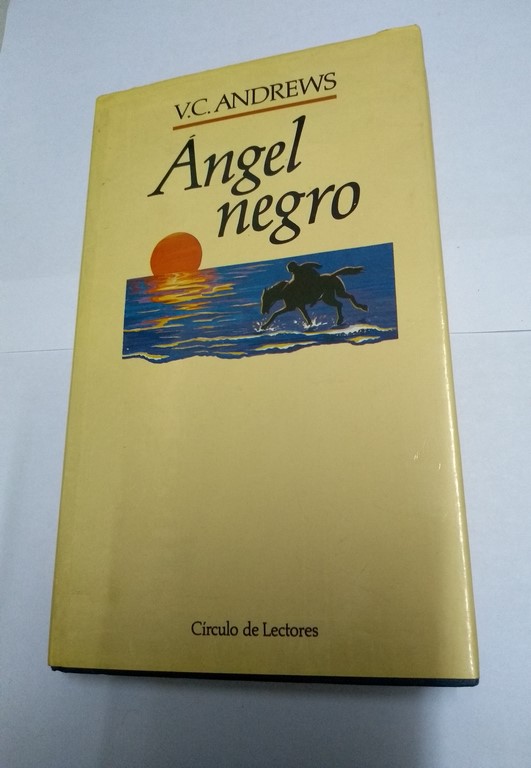 V.C. ANDREWS
Ángel
negro
Círculo de Lectores